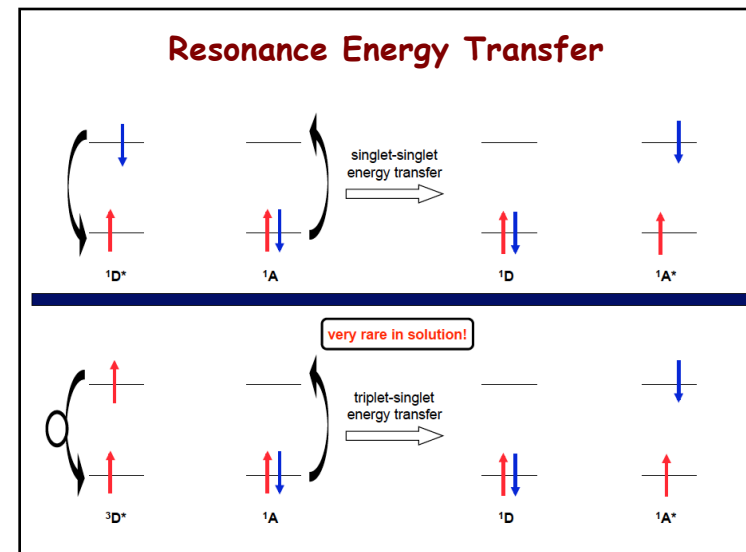 Resonance Energy Transfer
singlet-singlet
energy transfer
¹D* ¹A ¹D ¹A*
very rare in solution!
triplet-singlet
energy transfer
³D* ¹A ¹D ¹A*